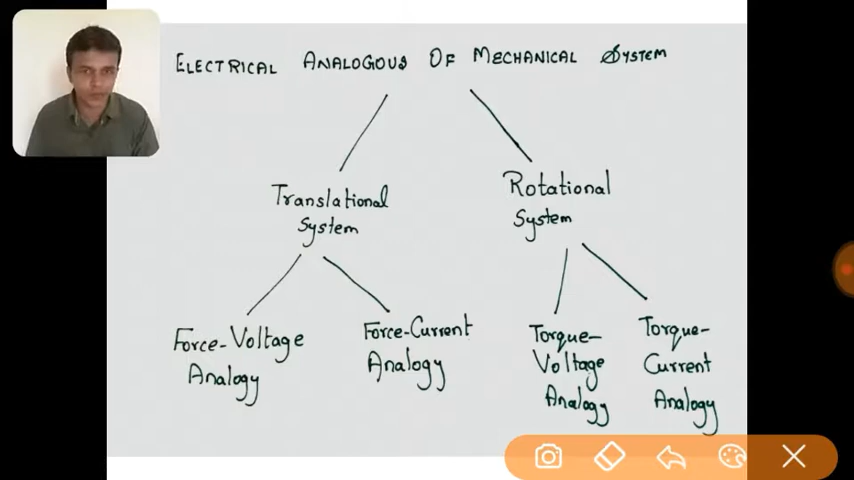 ELECTRICAL ANALOGOUS OF MECHANICAL SYSTEM
Translational
System
Rotational
System
Force-Voltage
Analogy
Force-Current
Analogy
Torque-
Voltage
Analogy
Torque-
Current
Analogy